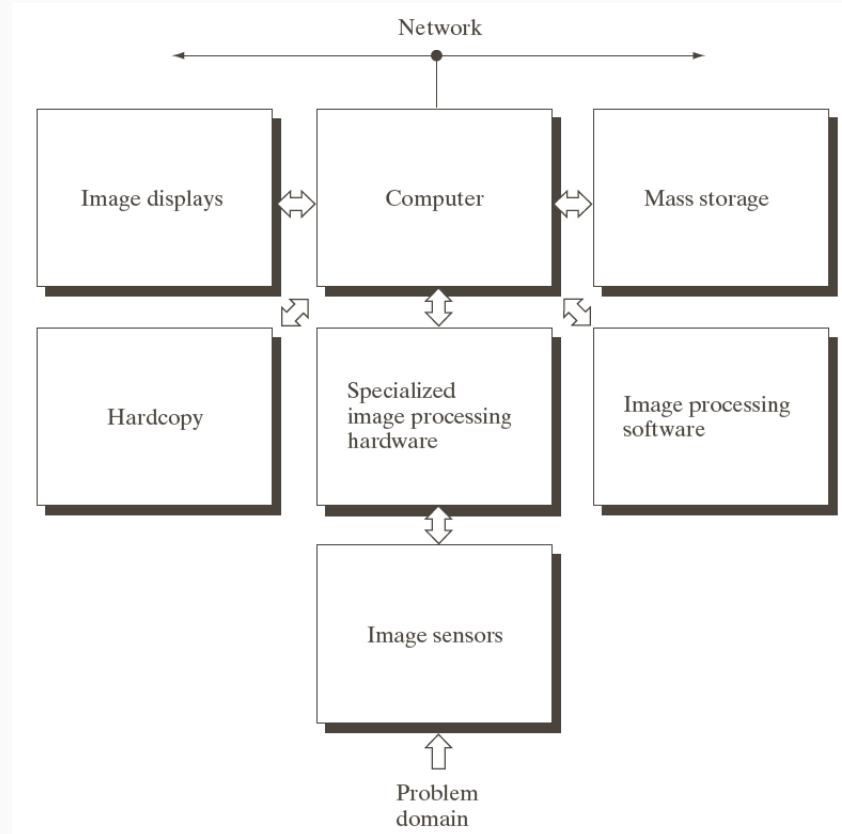 Network
Image displays
Computer
Mass storage
Hardcopy
Specialized
image processing
hardware
Image processing
software
Image sensors
Problem
domain